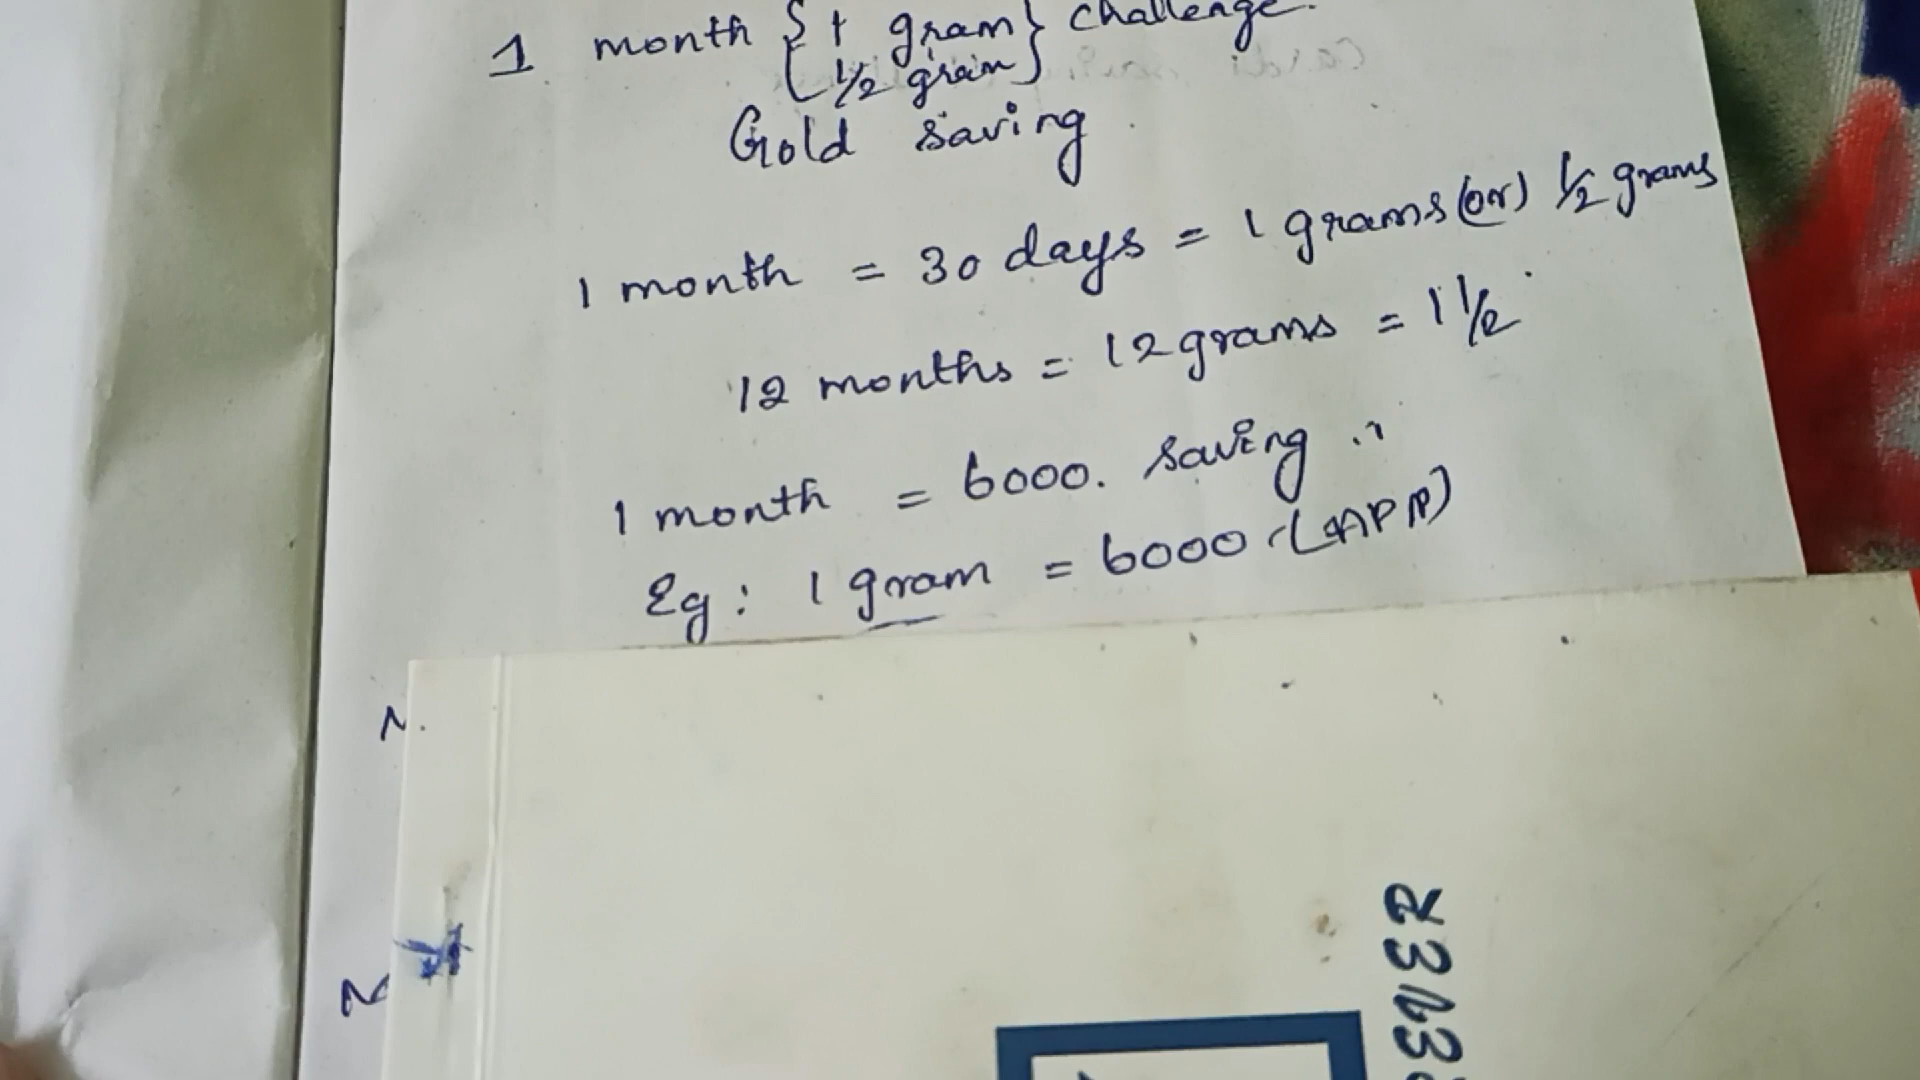 1 month { 1 gram } challenge.
1/2 gram
Gold saving
1 month = 30 days = 1 grams (or) 1/2 grams
12 months = 12 grams = 1 1/2
1 month = 6000. saving
Eg: 1 gram = 6000